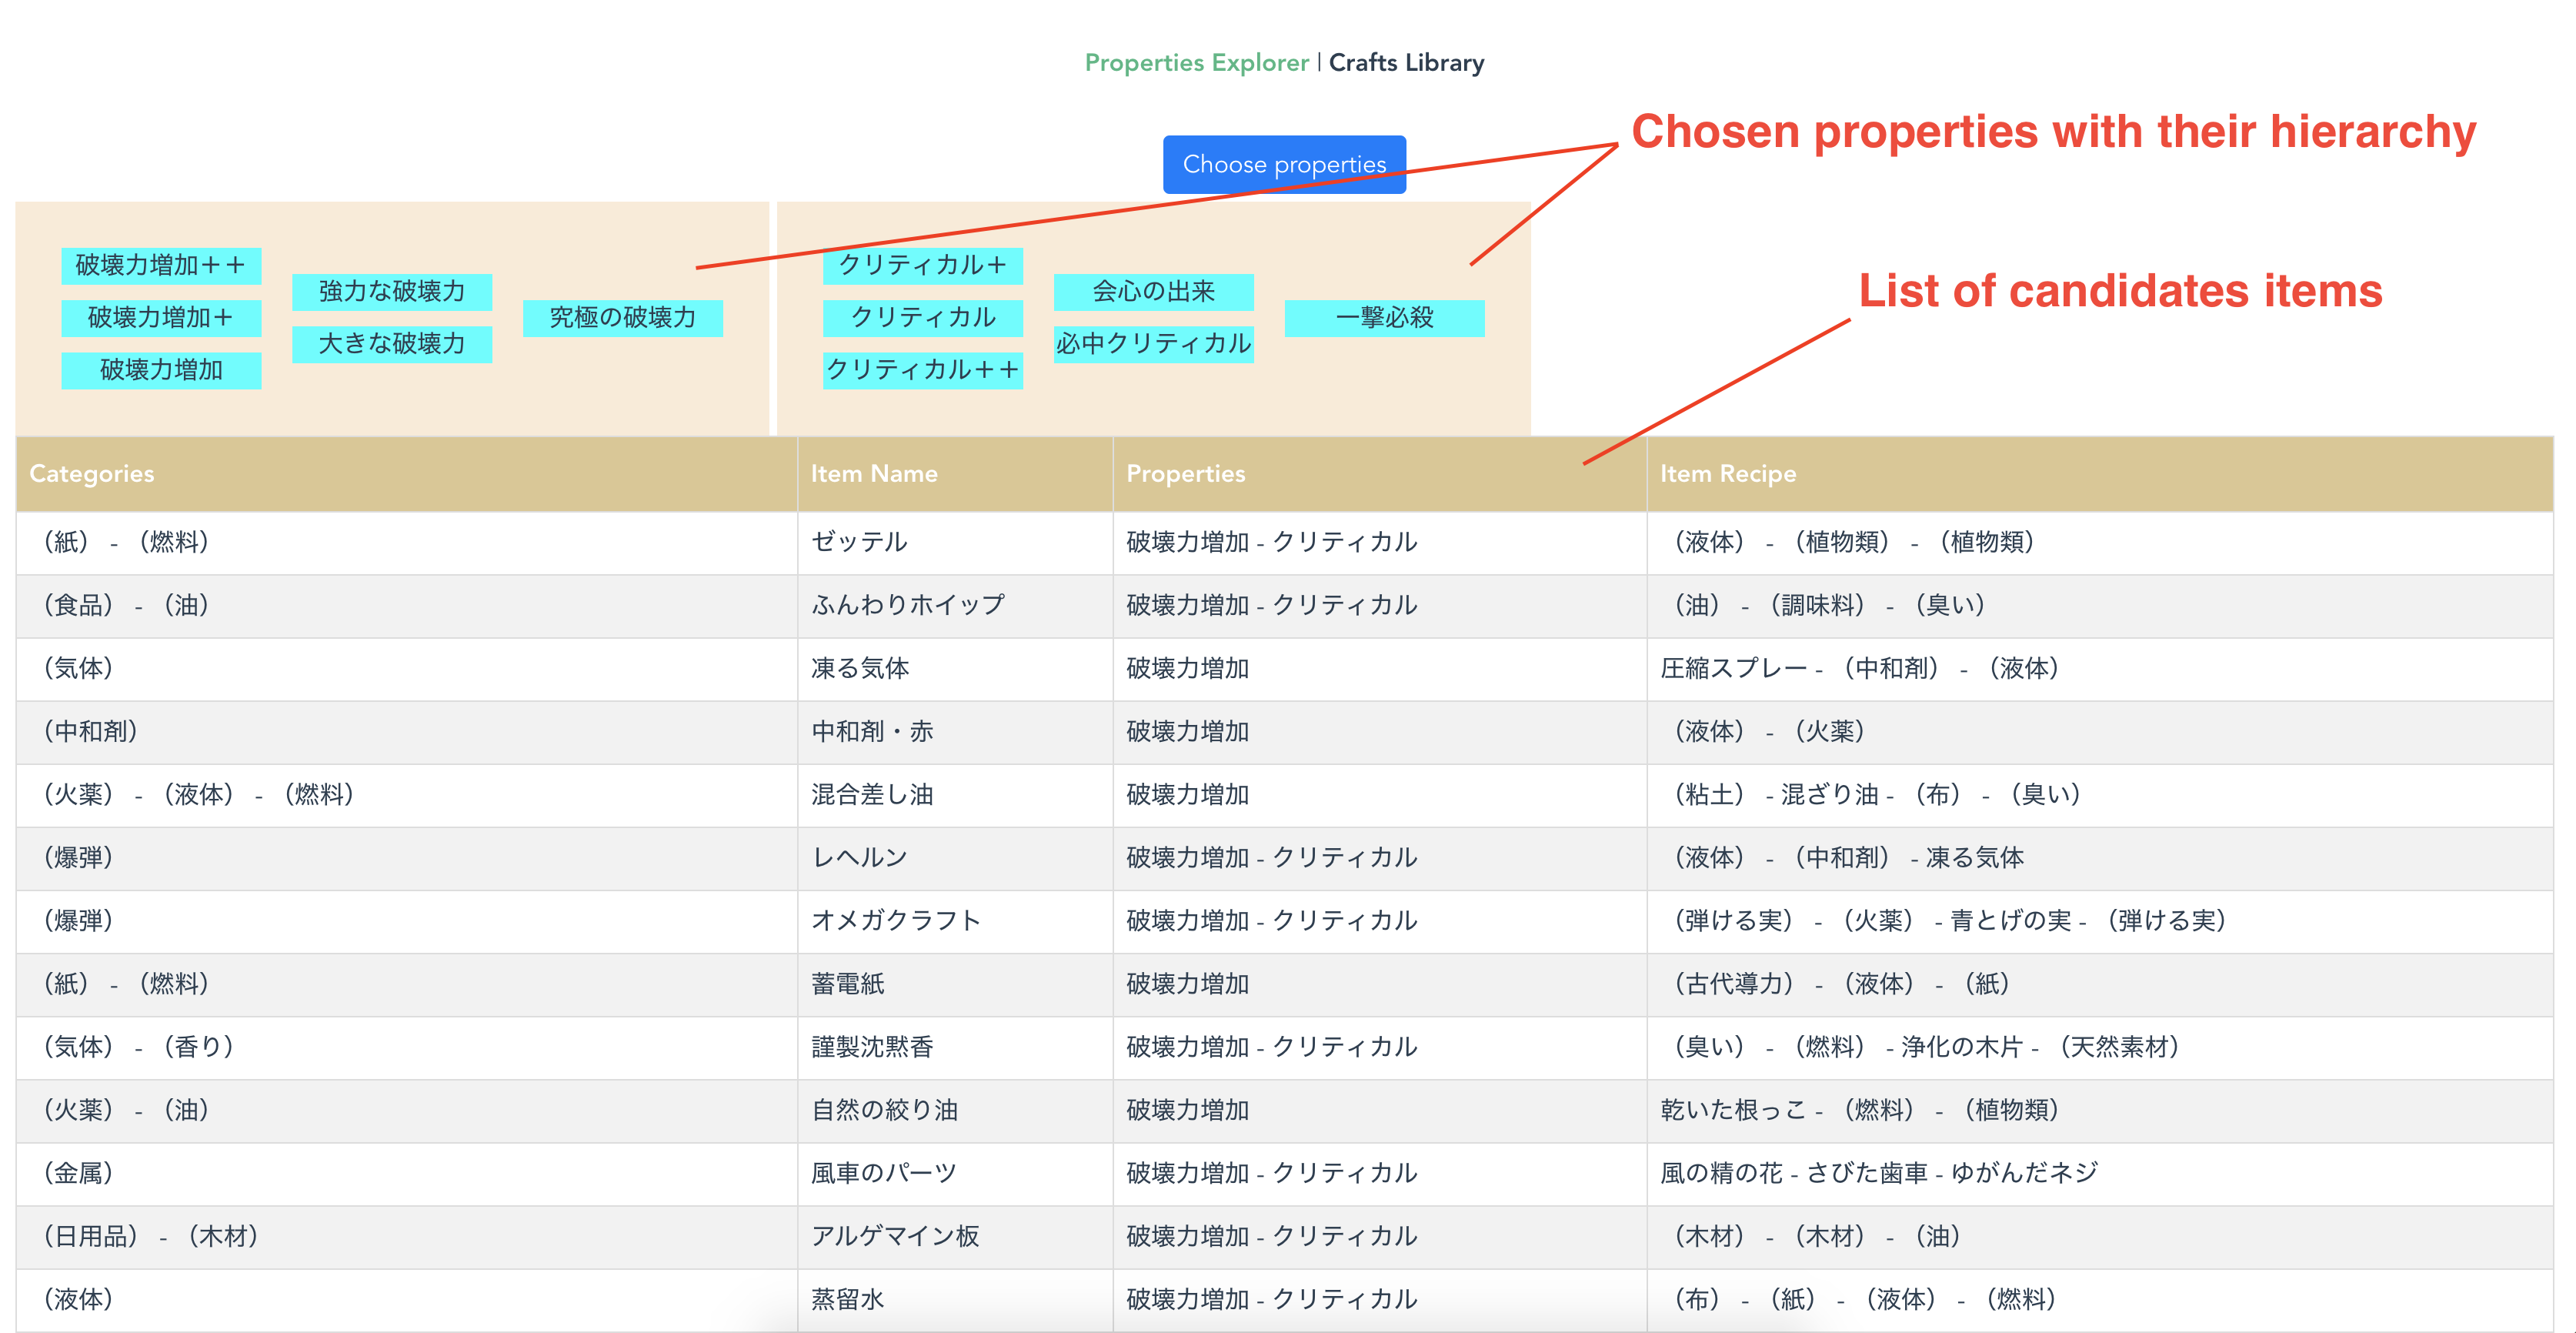 Properties Explorer | Crafts Library
Chosen properties with their hierarchy
Choose properties
破壊力増加++
破壊力増加+
破壊力増加
強力な破壊力
大きな破壊力
究極の破壊力
クリティカル+
クリティカル
クリティカル++
会心の出来
必中クリティカル
一撃必殺
List of candidates items
Categories Item Name Properties Item Recipe
（紙） - （燃料） ゼッテル 破壊力増加 - クリティカル （液体） - （植物類） - （植物類）
（食品） - （油） ふんわりホイップ 破壊力増加 - クリティカル （油） - （調味料） - （臭い）
（気体） 凍る気体 破壊力増加 圧縮スプレー - （中和剤） - （液体）
（中和剤） 中和剤・赤 破壊力増加 （液体） - （火薬）
（火薬） - （液体） - （燃料） 混合差し油 破壊力増加 （粘土） - 混ざり油 - （布） - （臭い）
（爆弾） レヘルン 破壊力増加 - クリティカル （液体） - （中和剤） - 凍る気体
（爆弾） オメガクラフト 破壊力増加 - クリティカル （弾ける実） - （火薬） - 青とげの実 - （弾ける実）
（紙） - （燃料） 蓄電紙 破壊力増加 （古代導力） - （液体） - （紙）
（気体） - （香り） 謹製沈黙香 破壊力増加 - クリティカル （臭い） - （燃料） - 浄化の木片 - （天然素材）
（火薬） - （油） 自然の絞り油 破壊力増加 乾いた根っこ - （燃料） - （植物類）
（金属） 風車のパーツ 破壊力増加 - クリティカル 風の精の花 - さびた歯車 - ゆがんだネジ
（日用品） - （木材） アルゲマイン板 破壊力増加 - クリティカル （木材） - （木材） - （油）
（液体） 蒸留水 破壊力増加 - クリティカル （布） - （紙） - （液体） - （燃料）